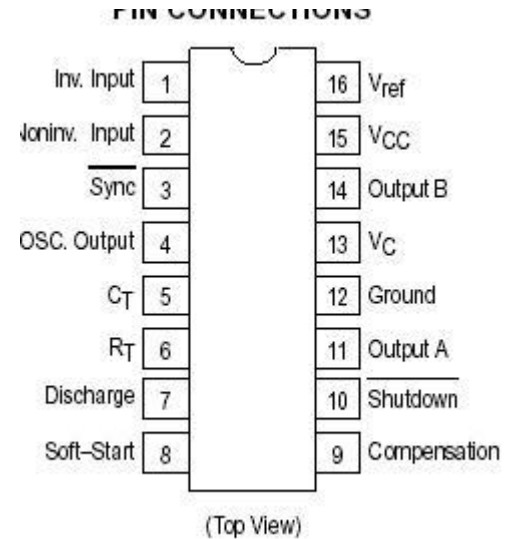 PIN CONNECTIONS
Inv. Input 1 16 Vref
Noninv. Input 2 15 VCC
Sync 3 14 Output B
OSC. Output 4 13 VC
CT 5 12 Ground
RT 6 11 Output A
Discharge 7 10 Shutdown
Soft–Start 8 9 Compensation
(Top View)